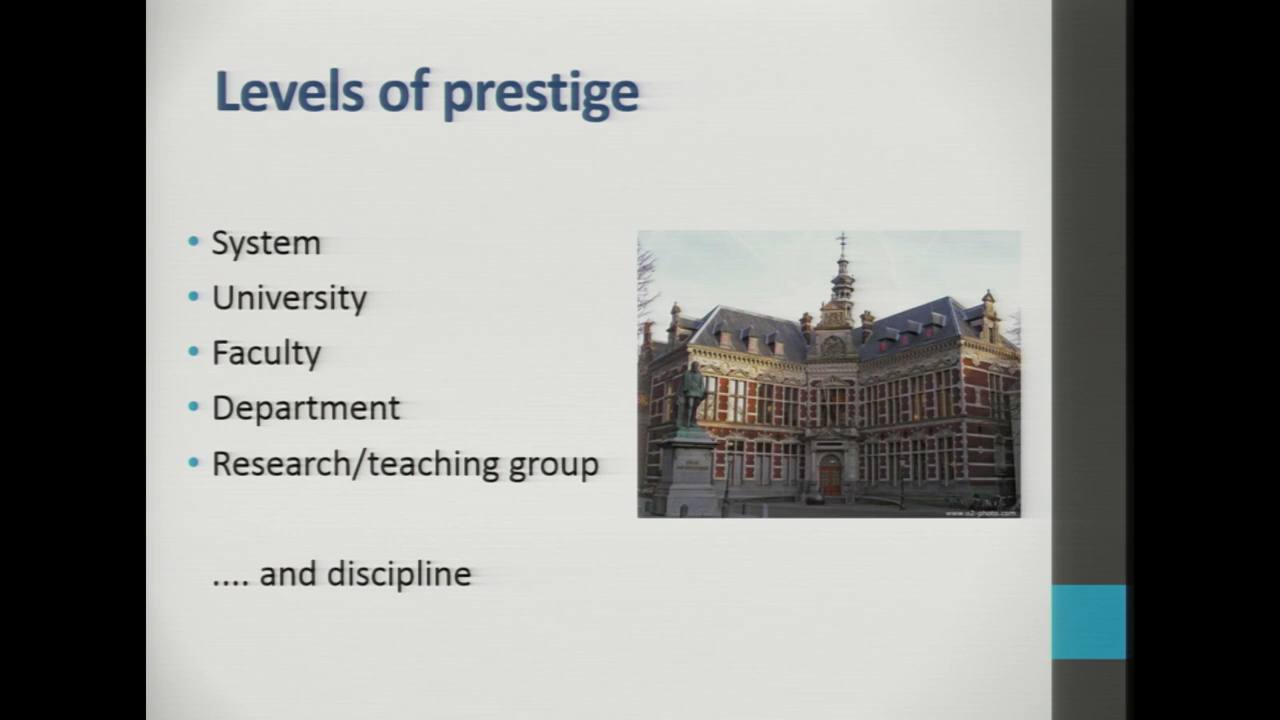 Levels of prestige
• System
• University
• Faculty
• Department
• Research/teaching group
.... and discipline